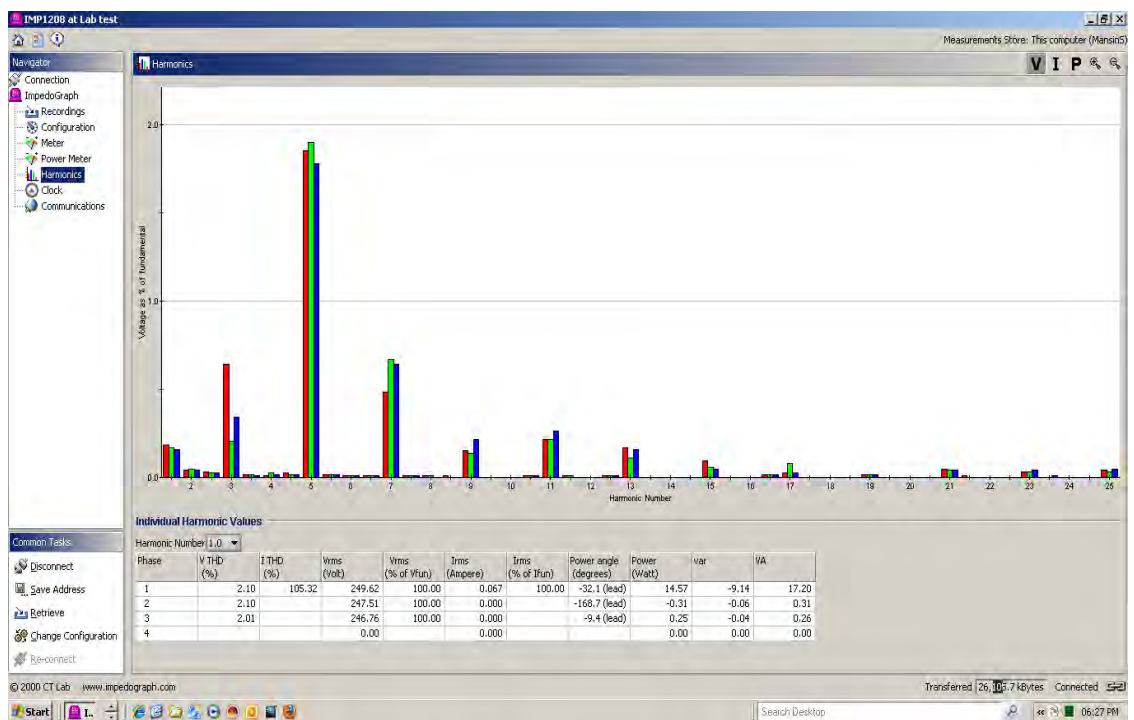 IMP1208 at Lab test
Measurements Store: This computer (MansinS)
Navigator
Connection
ImpedoGraph
Recordings
Configuration
Meter
Power Meter
Harmonics
Clock
Communications
Harmonics
V I P
Voltage as % of fundamental
2.0
1.0
0.0
2 3 4 5 6 7 8 9 10 11 12 13 14 15 16 17 18 19 20 21 22 23 24 25
Harmonic Number
Individual Harmonic Values
Harmonic Number 1.0
Phase V THD (%) I THD (%) Vrms (Volt) Vrms (% of Vfun) Irms (Ampere) Irms (% of Ifun) Power angle (degrees) Power (Watt) var VA
1 2.10 105.32 249.62 100.00 0.067 100.00 -32.1 (lead) 14.57 -9.14 17.20
2 2.10 247.51 100.00 0.000 -168.7 (lead) -0.31 -0.06 0.31
3 2.01 246.76 100.00 0.000 -9.4 (lead) 0.25 -0.04 0.26
4 0.00 0.000 0.00 0.00 0.00
Common Tasks
Disconnect
Save Address
Retrieve
Change Configuration
Re-connect
© 2000 CT Lab www.impedograph.com
Transferred kBytes Connected
Start I.. Search Desktop 06:27 PM